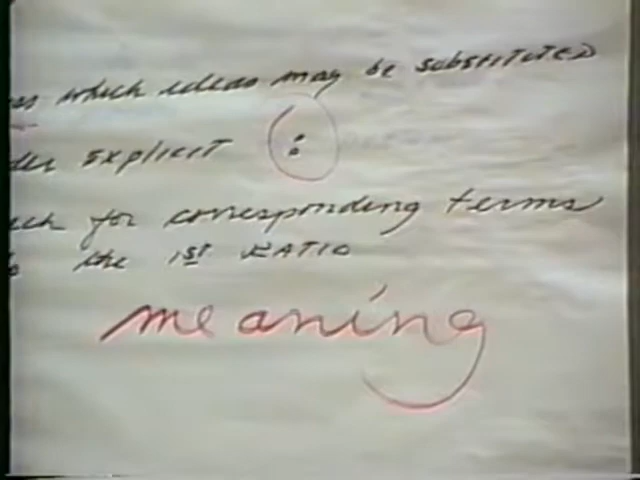 which ideas may be substituted
explicit :
for corresponding terms
the 1st RATIO
meaning